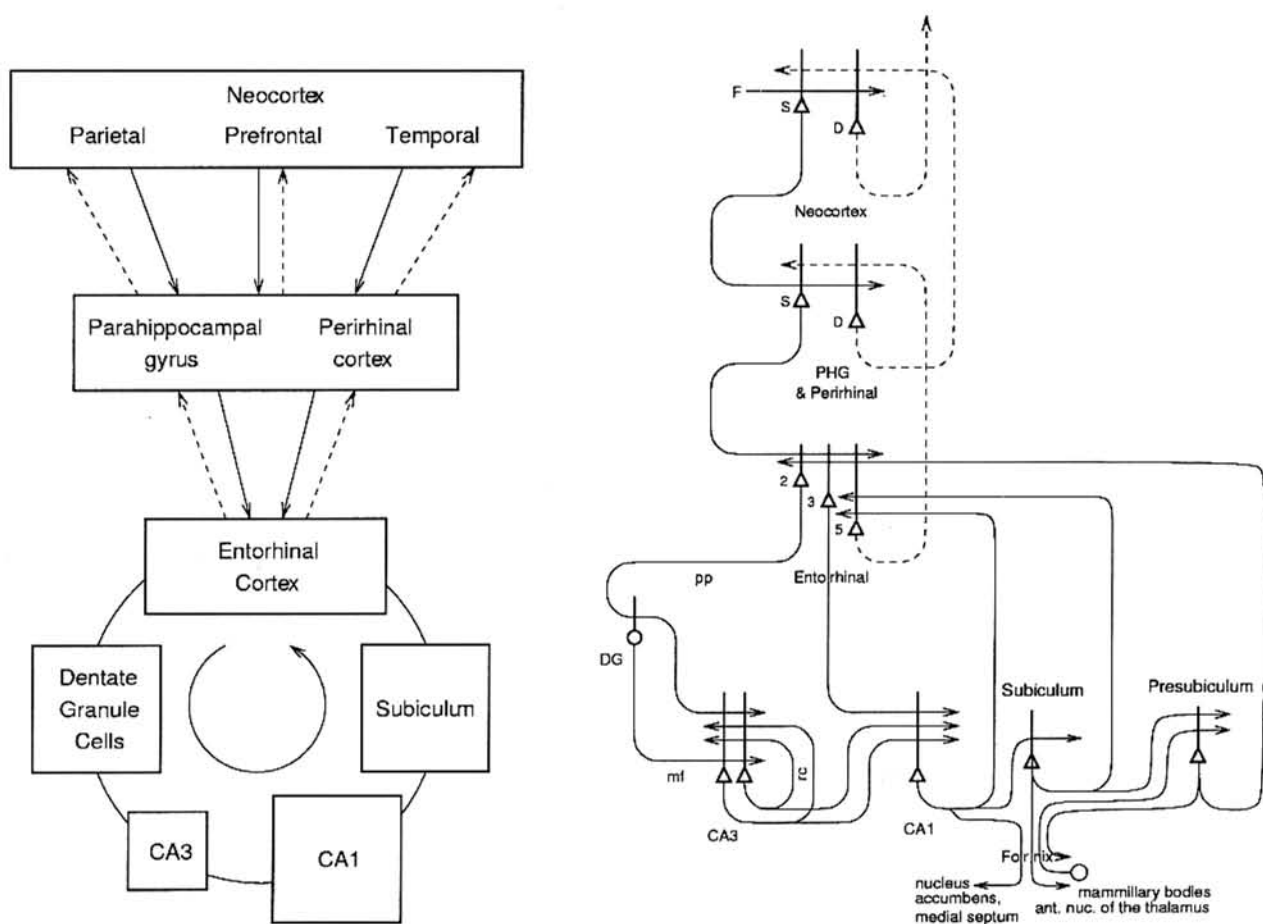 Neocortex
Parietal Prefrontal Temporal
Parahippocampal
gyrus
Perirhinal
cortex
Entorhinal
Cortex
Dentate
Granule
Cells
Subiculum
CA3
CA1
F
S
D
Neocortex
S
D
PHG
& Perirhinal
2
3
5
pp
Entorhinal
DG
Subiculum
Presubiculum
mf
rc
CA3
CA1
Fornix
nucleus
accumbens,
medial septum
mammillary bodies
ant. nuc. of the thalamus